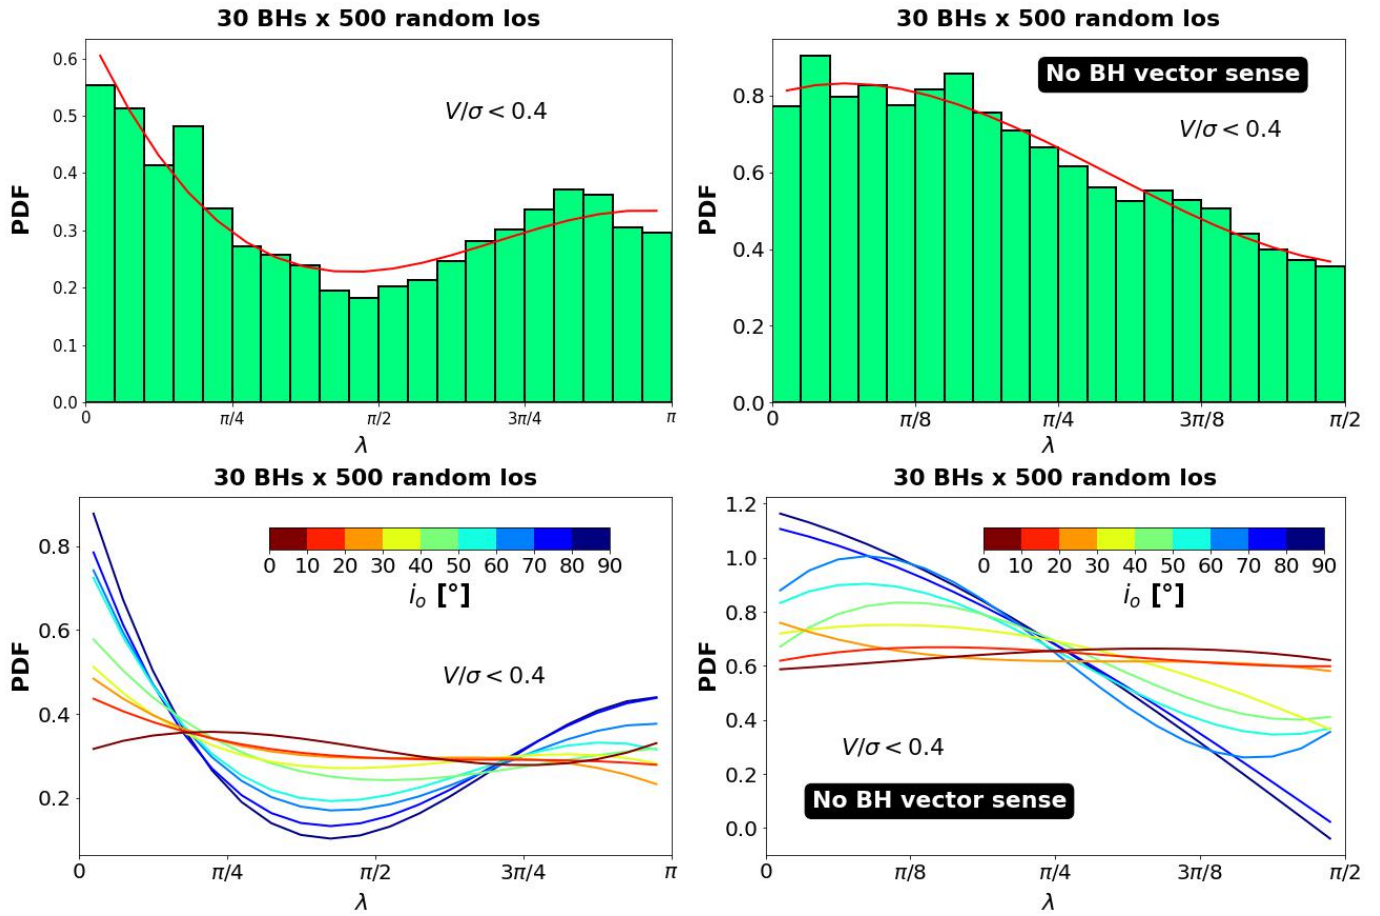 30 BHs x 500 random los
0.6
0.5
0.4
0.3
0.2
0.1
0.0
PDF
V/σ < 0.4
0 π/4 π/2 3π/4 π
λ
30 BHs x 500 random los
No BH vector sense
V/σ < 0.4
0.8
0.6
0.4
0.2
0.0
PDF
0 π/8 π/4 3π/8 π/2
λ
30 BHs x 500 random los
0.8
0.6
0.4
0.2
PDF
0 10 20 30 40 50 60 70 80 90
i_o [°]
V/σ < 0.4
0 π/4 π/2 3π/4 π
λ
30 BHs x 500 random los
1.2
1.0
0.8
0.6
0.4
0.2
0.0
PDF
0 10 20 30 40 50 60 70 80 90
i_o [°]
V/σ < 0.4
No BH vector sense
0 π/8 π/4 3π/8 π/2
λ